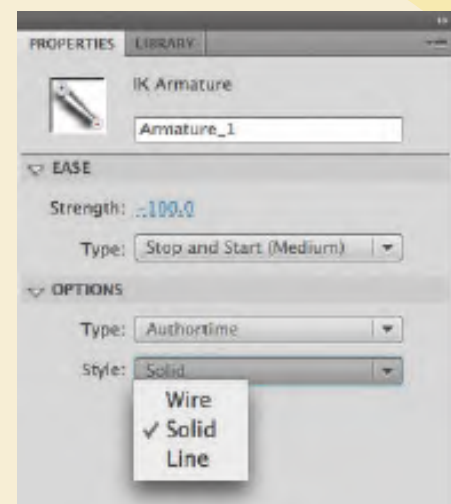 PROPERTIES LIBRARY
IK Armature
Armature_1
EASE
Strength: -100.0
Type: Stop and Start (Medium)
OPTIONS
Type: Authortime
Style: Solid
Wire
✓ Solid
Line